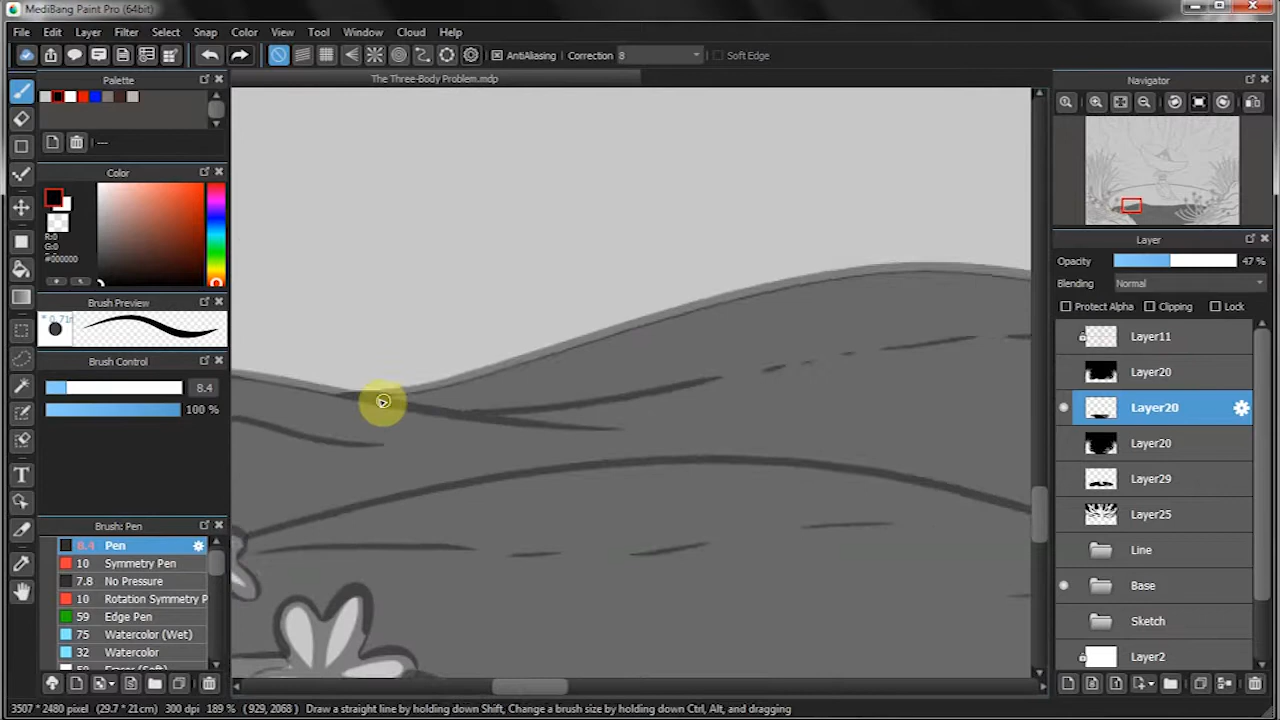 MediBang Paint Pro (64bit)
File Edit Layer Filter Select Snap Color View Tool Window Cloud Help
AntiAliasing Correction 8 Soft Edge
The Three-Body Problem.mdp
Palette
---
Color
R:0
G:0
#000000
Brush Preview
Brush Control
8.4
100 %
Brush: Pen
8.4 Pen
10 Symmetry Pen
7.8 No Pressure
10 Rotation Symmetry P
59 Edge Pen
75 Watercolor (Wet)
32 Watercolor
Navigator
Layer
Opacity 47 %
Blending Normal
Protect Alpha Clipping Lock
Layer11
Layer20
Layer20
Layer20
Layer29
Layer25
Line
Base
Sketch
Layer2
3507 * 2480 pixel (29.7 * 21cm) 300 dpi 189 % (929, 2068) Draw a straight line by holding down Shift, Change a brush size by holding down Ctrl, Alt, and dragging